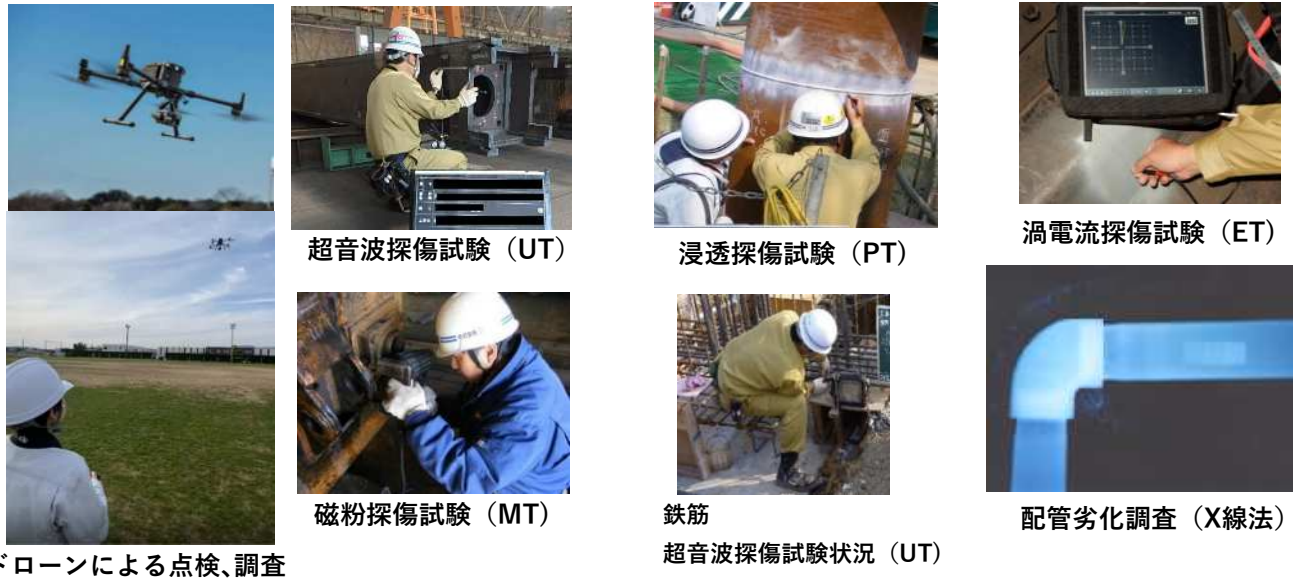 超音波探傷試験（UT）
浸透探傷試験（PT）
渦電流探傷試験（ET）
磁粉探傷試験（MT）
鉄筋
超音波探傷試験状況（UT）
配管劣化調査（X線法）
ドローンによる点検､調査